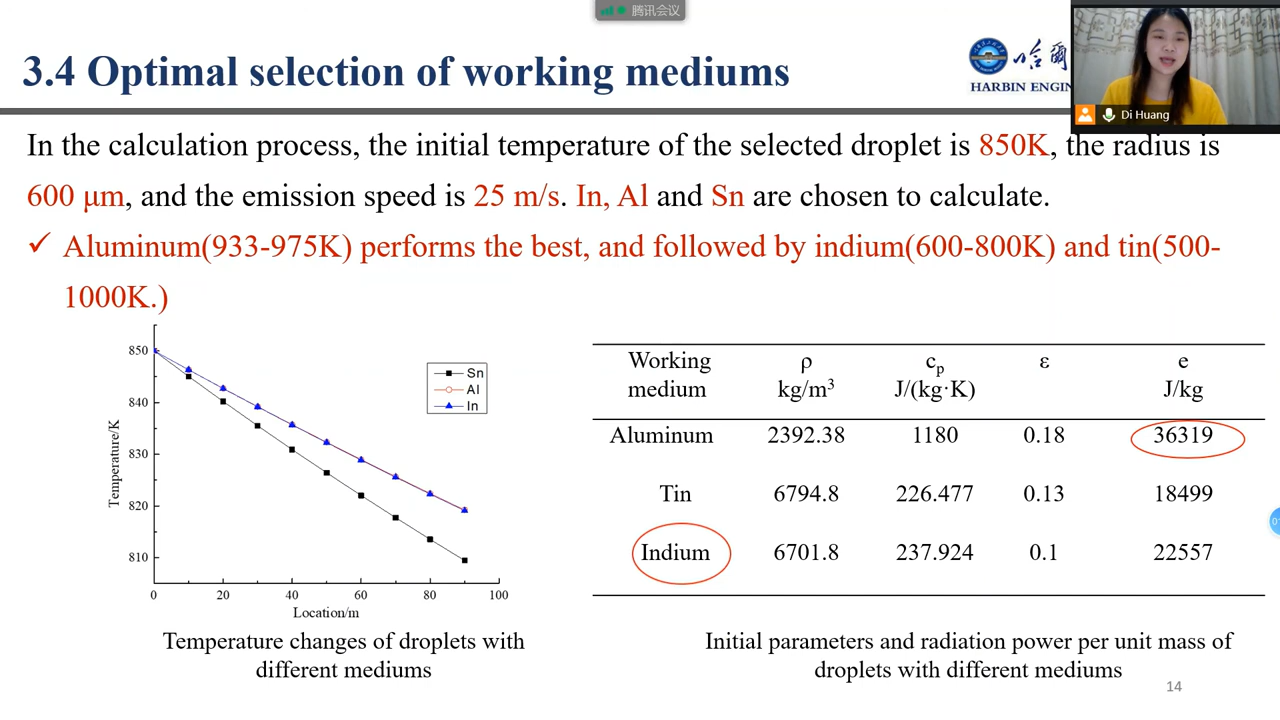 腾讯会议
3.4 Optimal selection of working mediums
哈爾
HARBIN ENGIN
Di Huang
In the calculation process, the initial temperature of the selected droplet is 850K, the radius is
600 μm, and the emission speed is 25 m/s. In, Al and Sn are chosen to calculate.
✓ Aluminum(933-975K) performs the best, and followed by indium(600-800K) and tin(500-
1000K.)
850
840
830
820
810
Temperature/K
Sn
Al
In
0 20 40 60 80 100
Location/m
Temperature changes of droplets with
different mediums
Working medium ρ kg/m³ cp J/(kg·K) ε e J/kg
Aluminum 2392.38 1180 0.18 36319
Tin 6794.8 226.477 0.13 18499
Indium 6701.8 237.924 0.1 22557
Initial parameters and radiation power per unit mass of
droplets with different mediums
14